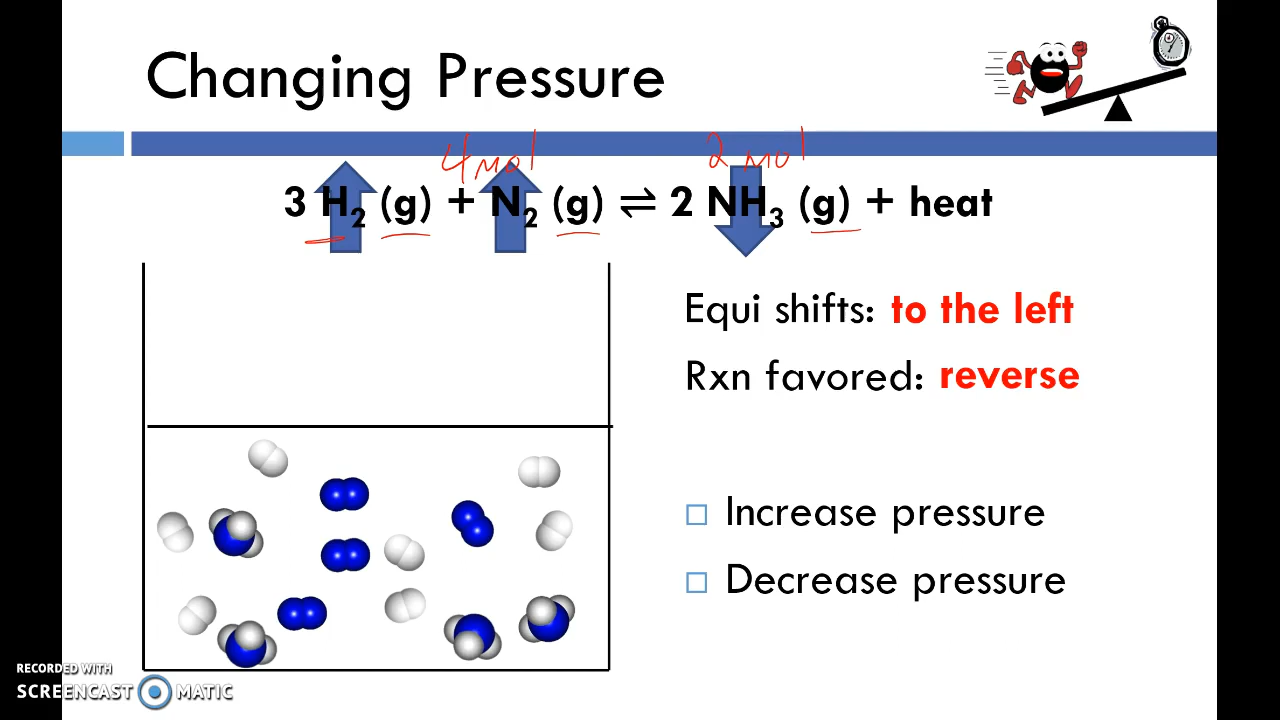 Changing Pressure
4 mol 2 mol
3 H₂ (g) + N₂ (g) ⇌ 2 NH₃ (g) + heat
Equi shifts: to the left
Rxn favored: reverse
Increase pressure
Decrease pressure
RECORDED WITH
SCREENCAST MATIC